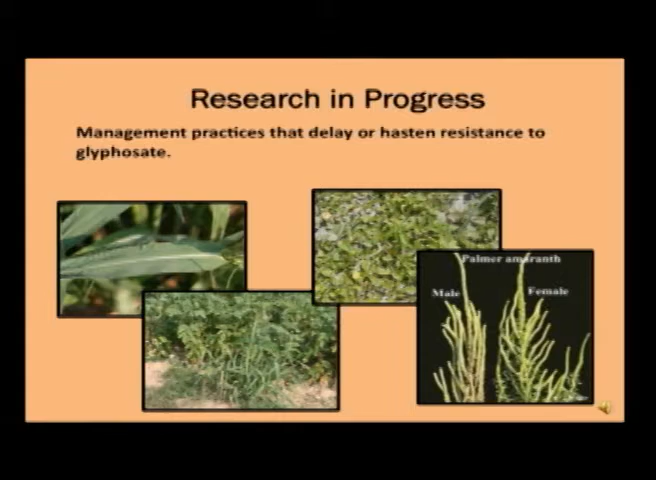 Research in Progress
Management practices that delay or hasten resistance to
glyphosate.
Palmer amaranth
Male
Female